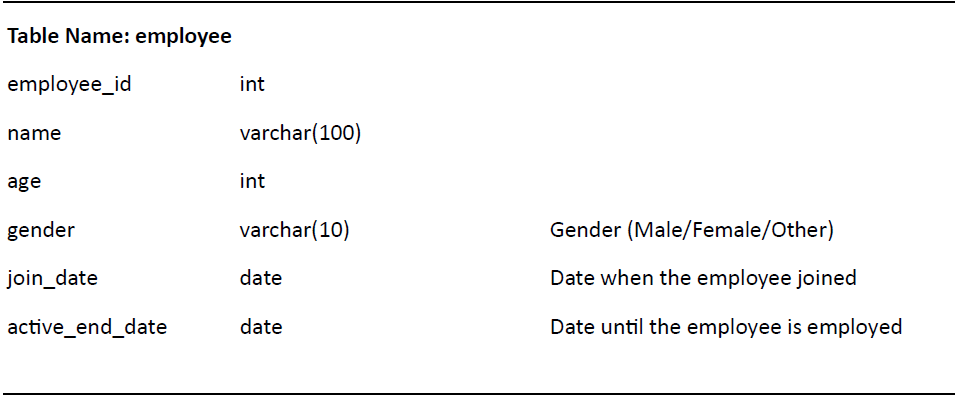 Table Name: employee
employee_id int
name varchar(100)
age int
gender varchar(10) Gender (Male/Female/Other)
join_date date Date when the employee joined
active_end_date date Date until the employee is employed